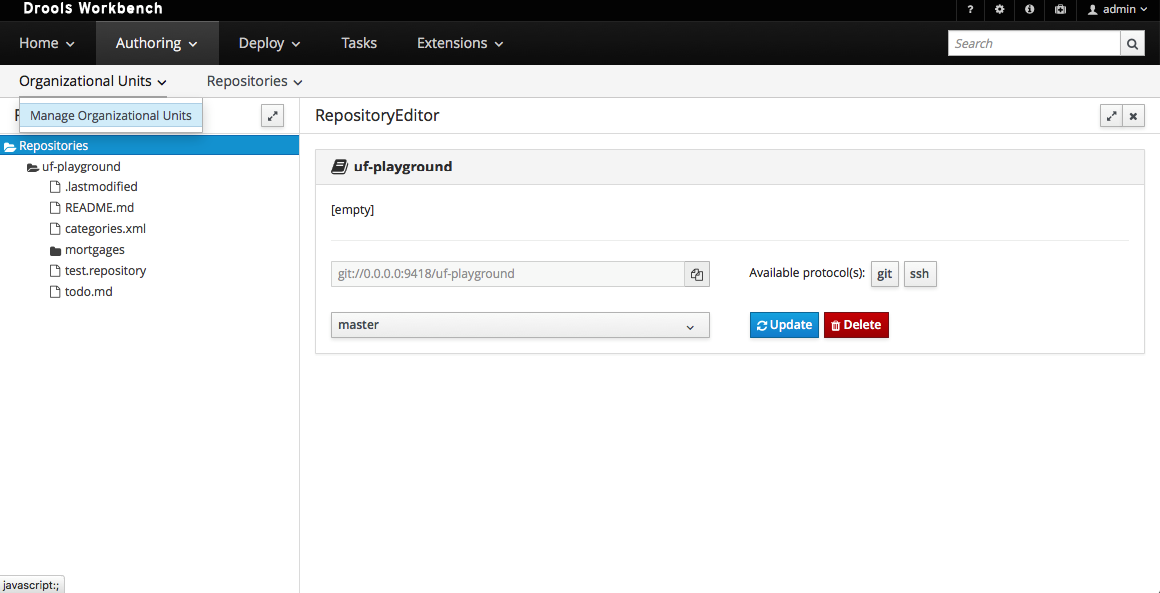 Drools Workbench
? admin
Home Authoring Deploy Tasks Extensions Search
Organizational Units Repositories
Manage Organizational Units
RepositoryEditor
Repositories
uf-playground
.lastmodified
README.md
categories.xml
mortgages
test.repository
todo.md
uf-playground
[empty]
git://0.0.0.0:9418/uf-playground Available protocol(s): git ssh
master Update Delete
javascript:;